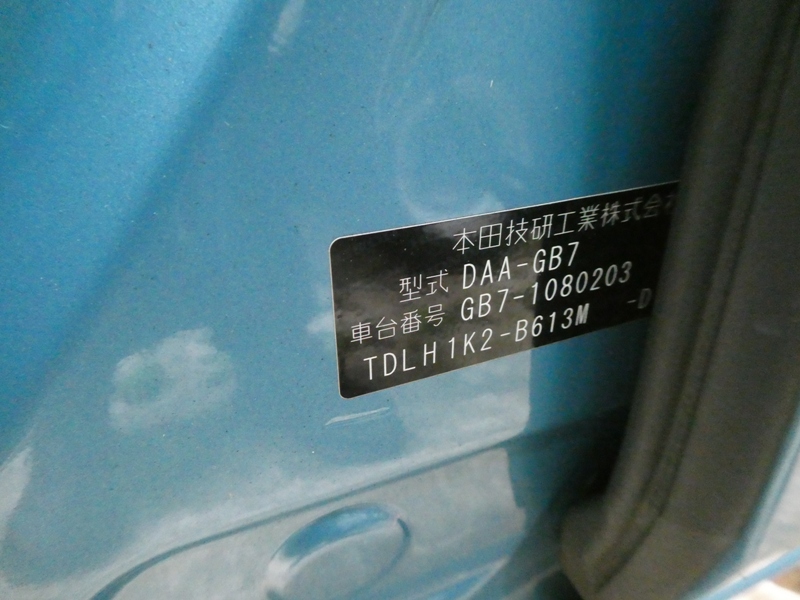 本田技研工業株式会
型式 DAA-GB7
車台番号 GB7-1080203
TDLH1K2-B613M -D